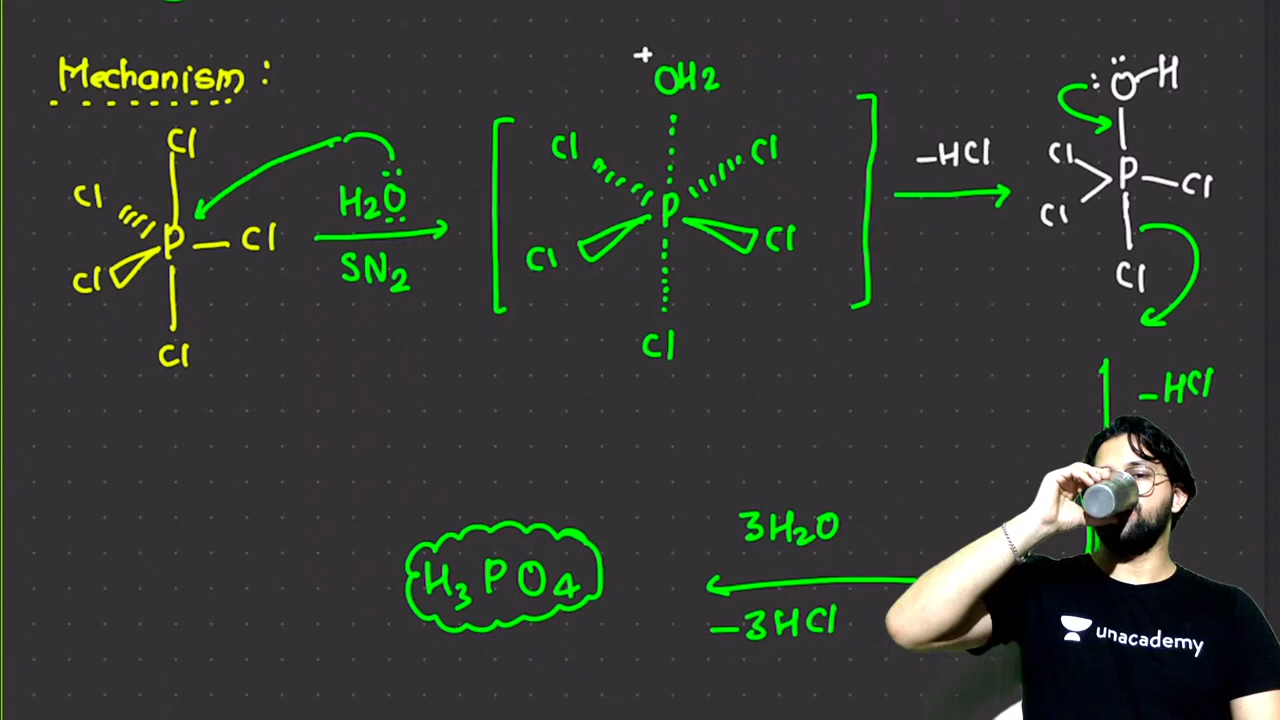 Mechanism :
Cl
Cl
Cl
P
Cl
Cl
H2O
SN2
+
OH2
Cl
Cl
P
Cl
Cl
Cl
–HCl
O–H
Cl
Cl
P
Cl
Cl
–HCl
3H2O
–3HCl
H3PO4
unacademy